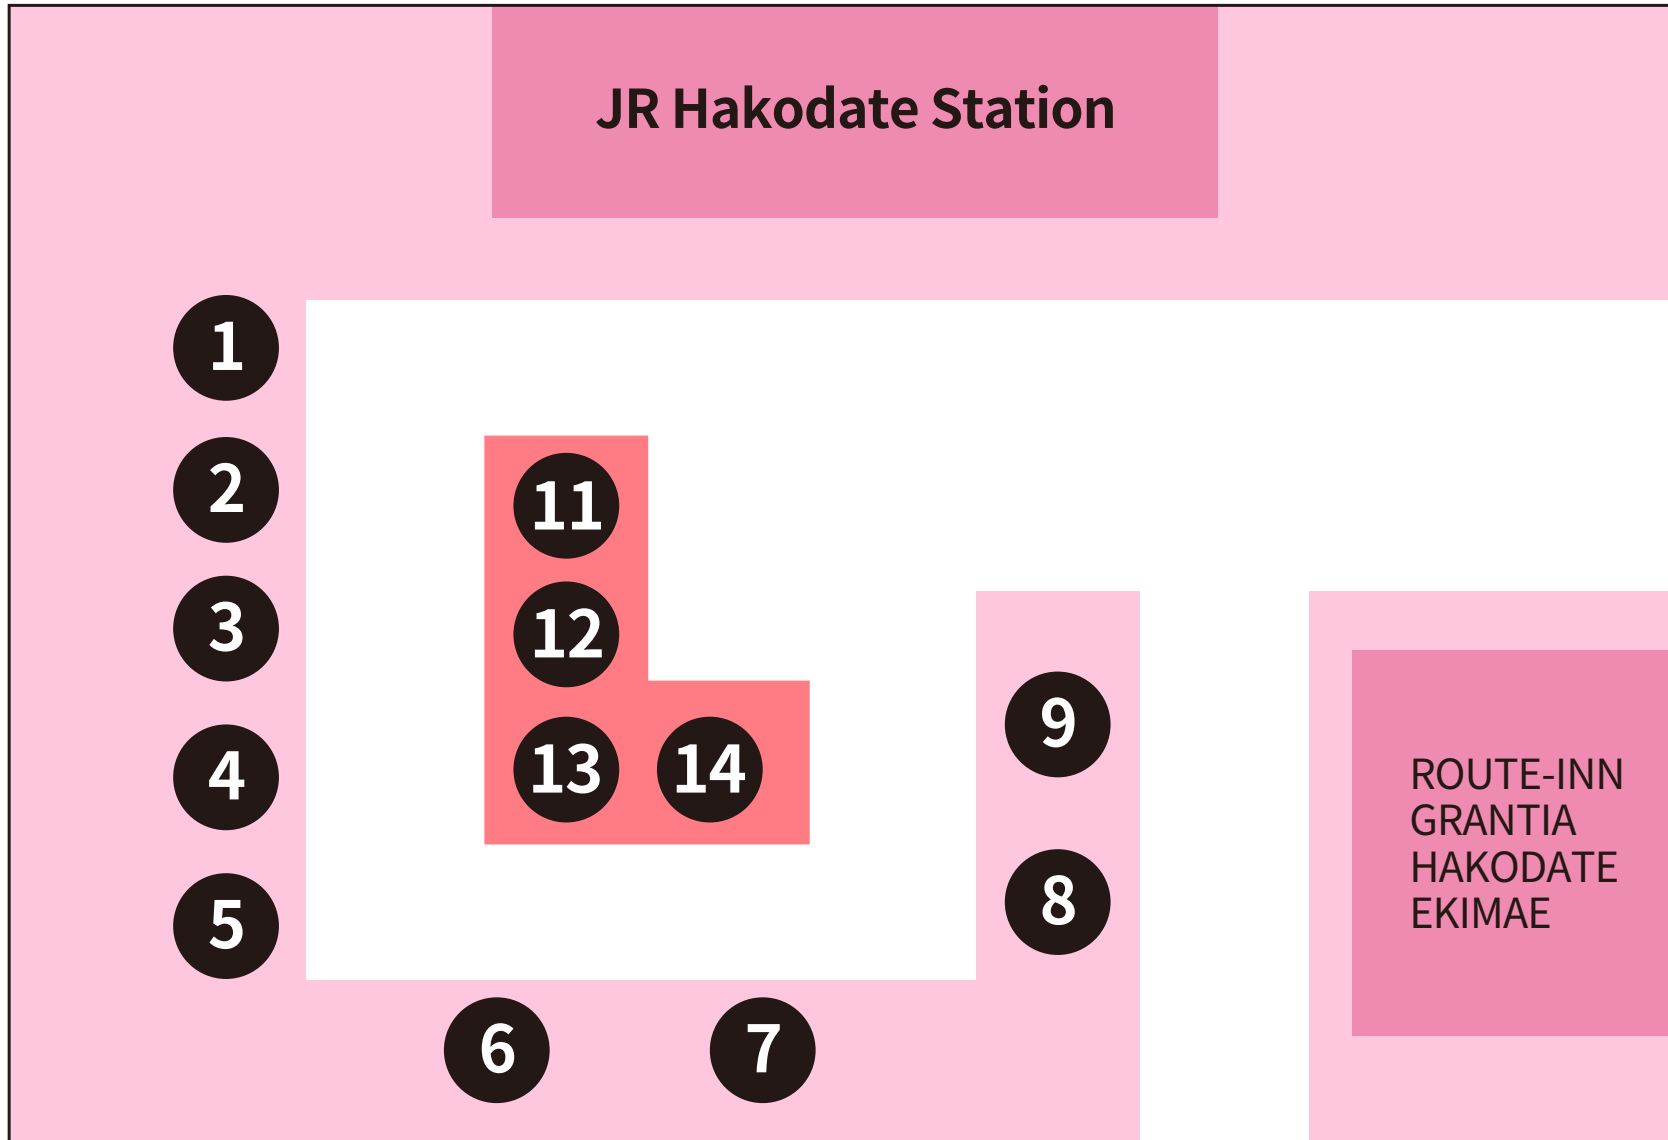 JR Hakodate Station
1
2
3
4
5
11
12
13 14
9
8
6 7
ROUTE-INN
GRANTIA
HAKODATE
EKIMAE